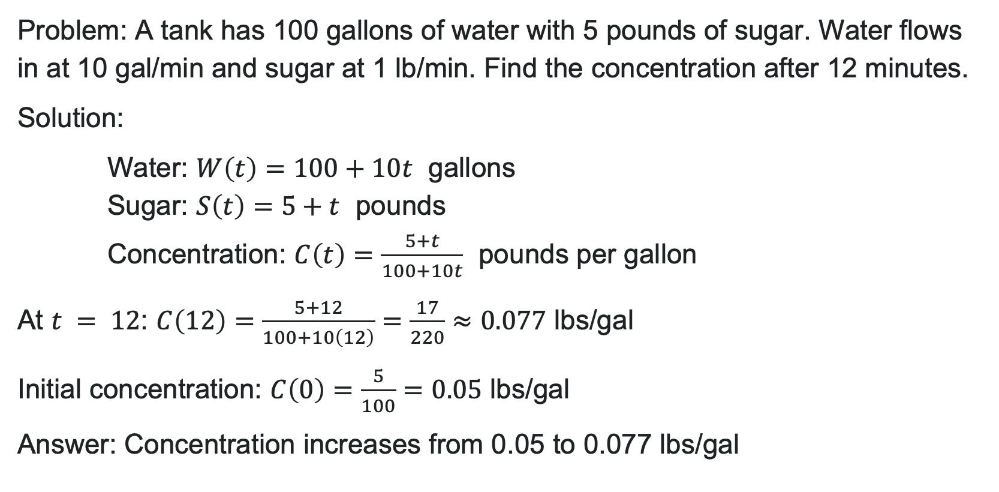 Problem: A tank has 100 gallons of water with 5 pounds of sugar. Water flows
in at 10 gal/min and sugar at 1 lb/min. Find the concentration after 12 minutes.
Solution:
Water: W(t) = 100 + 10t gallons
Sugar: S(t) = 5 + t pounds
Concentration: C(t) = \frac{5+t}{100+10t} pounds per gallon
At t = 12: C(12) = \frac{5+12}{100+10(12)} = \frac{17}{220} ≈ 0.077 lbs/gal
Initial concentration: C(0) = \frac{5}{100} = 0.05 lbs/gal
Answer: Concentration increases from 0.05 to 0.077 lbs/gal